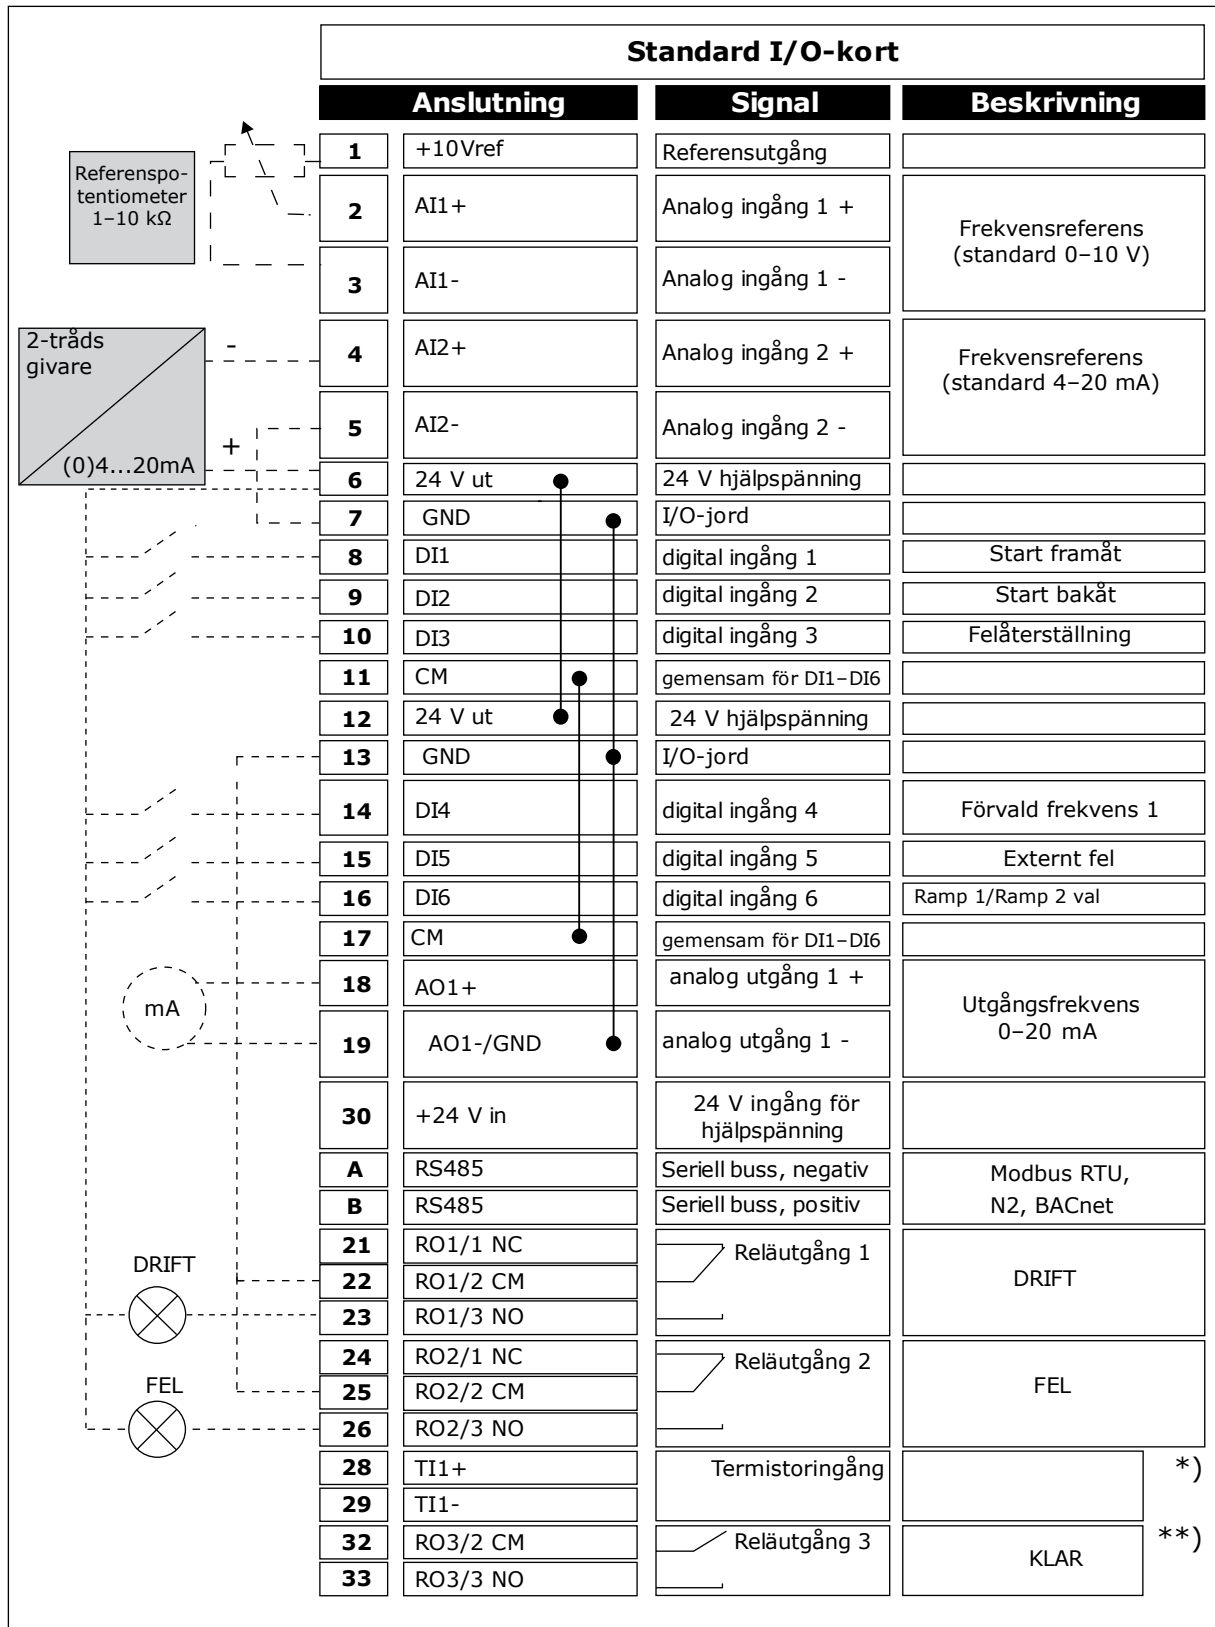 Standard I/O-kort
Anslutning Signal Beskrivning
Referenspo-
tentiometer
1–10 kΩ
1 +10Vref Referensutgång
2 AI1+ Analog ingång 1 +
Frekvensreferens
(standard 0–10 V)
3 AI1- Analog ingång 1 -
2-tråds
givare
-
+
(0)4...20mA
4 AI2+ Analog ingång 2 +
Frekvensreferens
(standard 4–20 mA)
5 AI2- Analog ingång 2 -
6 24 V ut 24 V hjälpspänning
7 GND I/O-jord
8 DI1 digital ingång 1 Start framåt
9 DI2 digital ingång 2 Start bakåt
10 DI3 digital ingång 3 Felåterställning
11 CM gemensam för DI1–DI6
12 24 V ut 24 V hjälpspänning
13 GND I/O-jord
14 DI4 digital ingång 4 Förvald frekvens 1
15 DI5 digital ingång 5 Externt fel
16 DI6 digital ingång 6 Ramp 1/Ramp 2 val
17 CM gemensam för DI1–DI6
mA
18 AO1+ analog utgång 1 +
Utgångsfrekvens
0–20 mA
19 AO1-/GND analog utgång 1 -
30 +24 V in 24 V ingång för
hjälpspänning
A RS485 Seriell buss, negativ
Modbus RTU,
B RS485 Seriell buss, positiv
N2, BACnet
21 RO1/1 NC Reläutgång 1
DRIFT
22 RO1/2 CM DRIFT
23 RO1/3 NO
24 RO2/1 NC Reläutgång 2
FEL
25 RO2/2 CM FEL
26 RO2/3 NO
28 TI1+ Termistoringång *)
29 TI1-
32 RO3/2 CM Reläutgång 3 **)
KLAR
33 RO3/3 NO